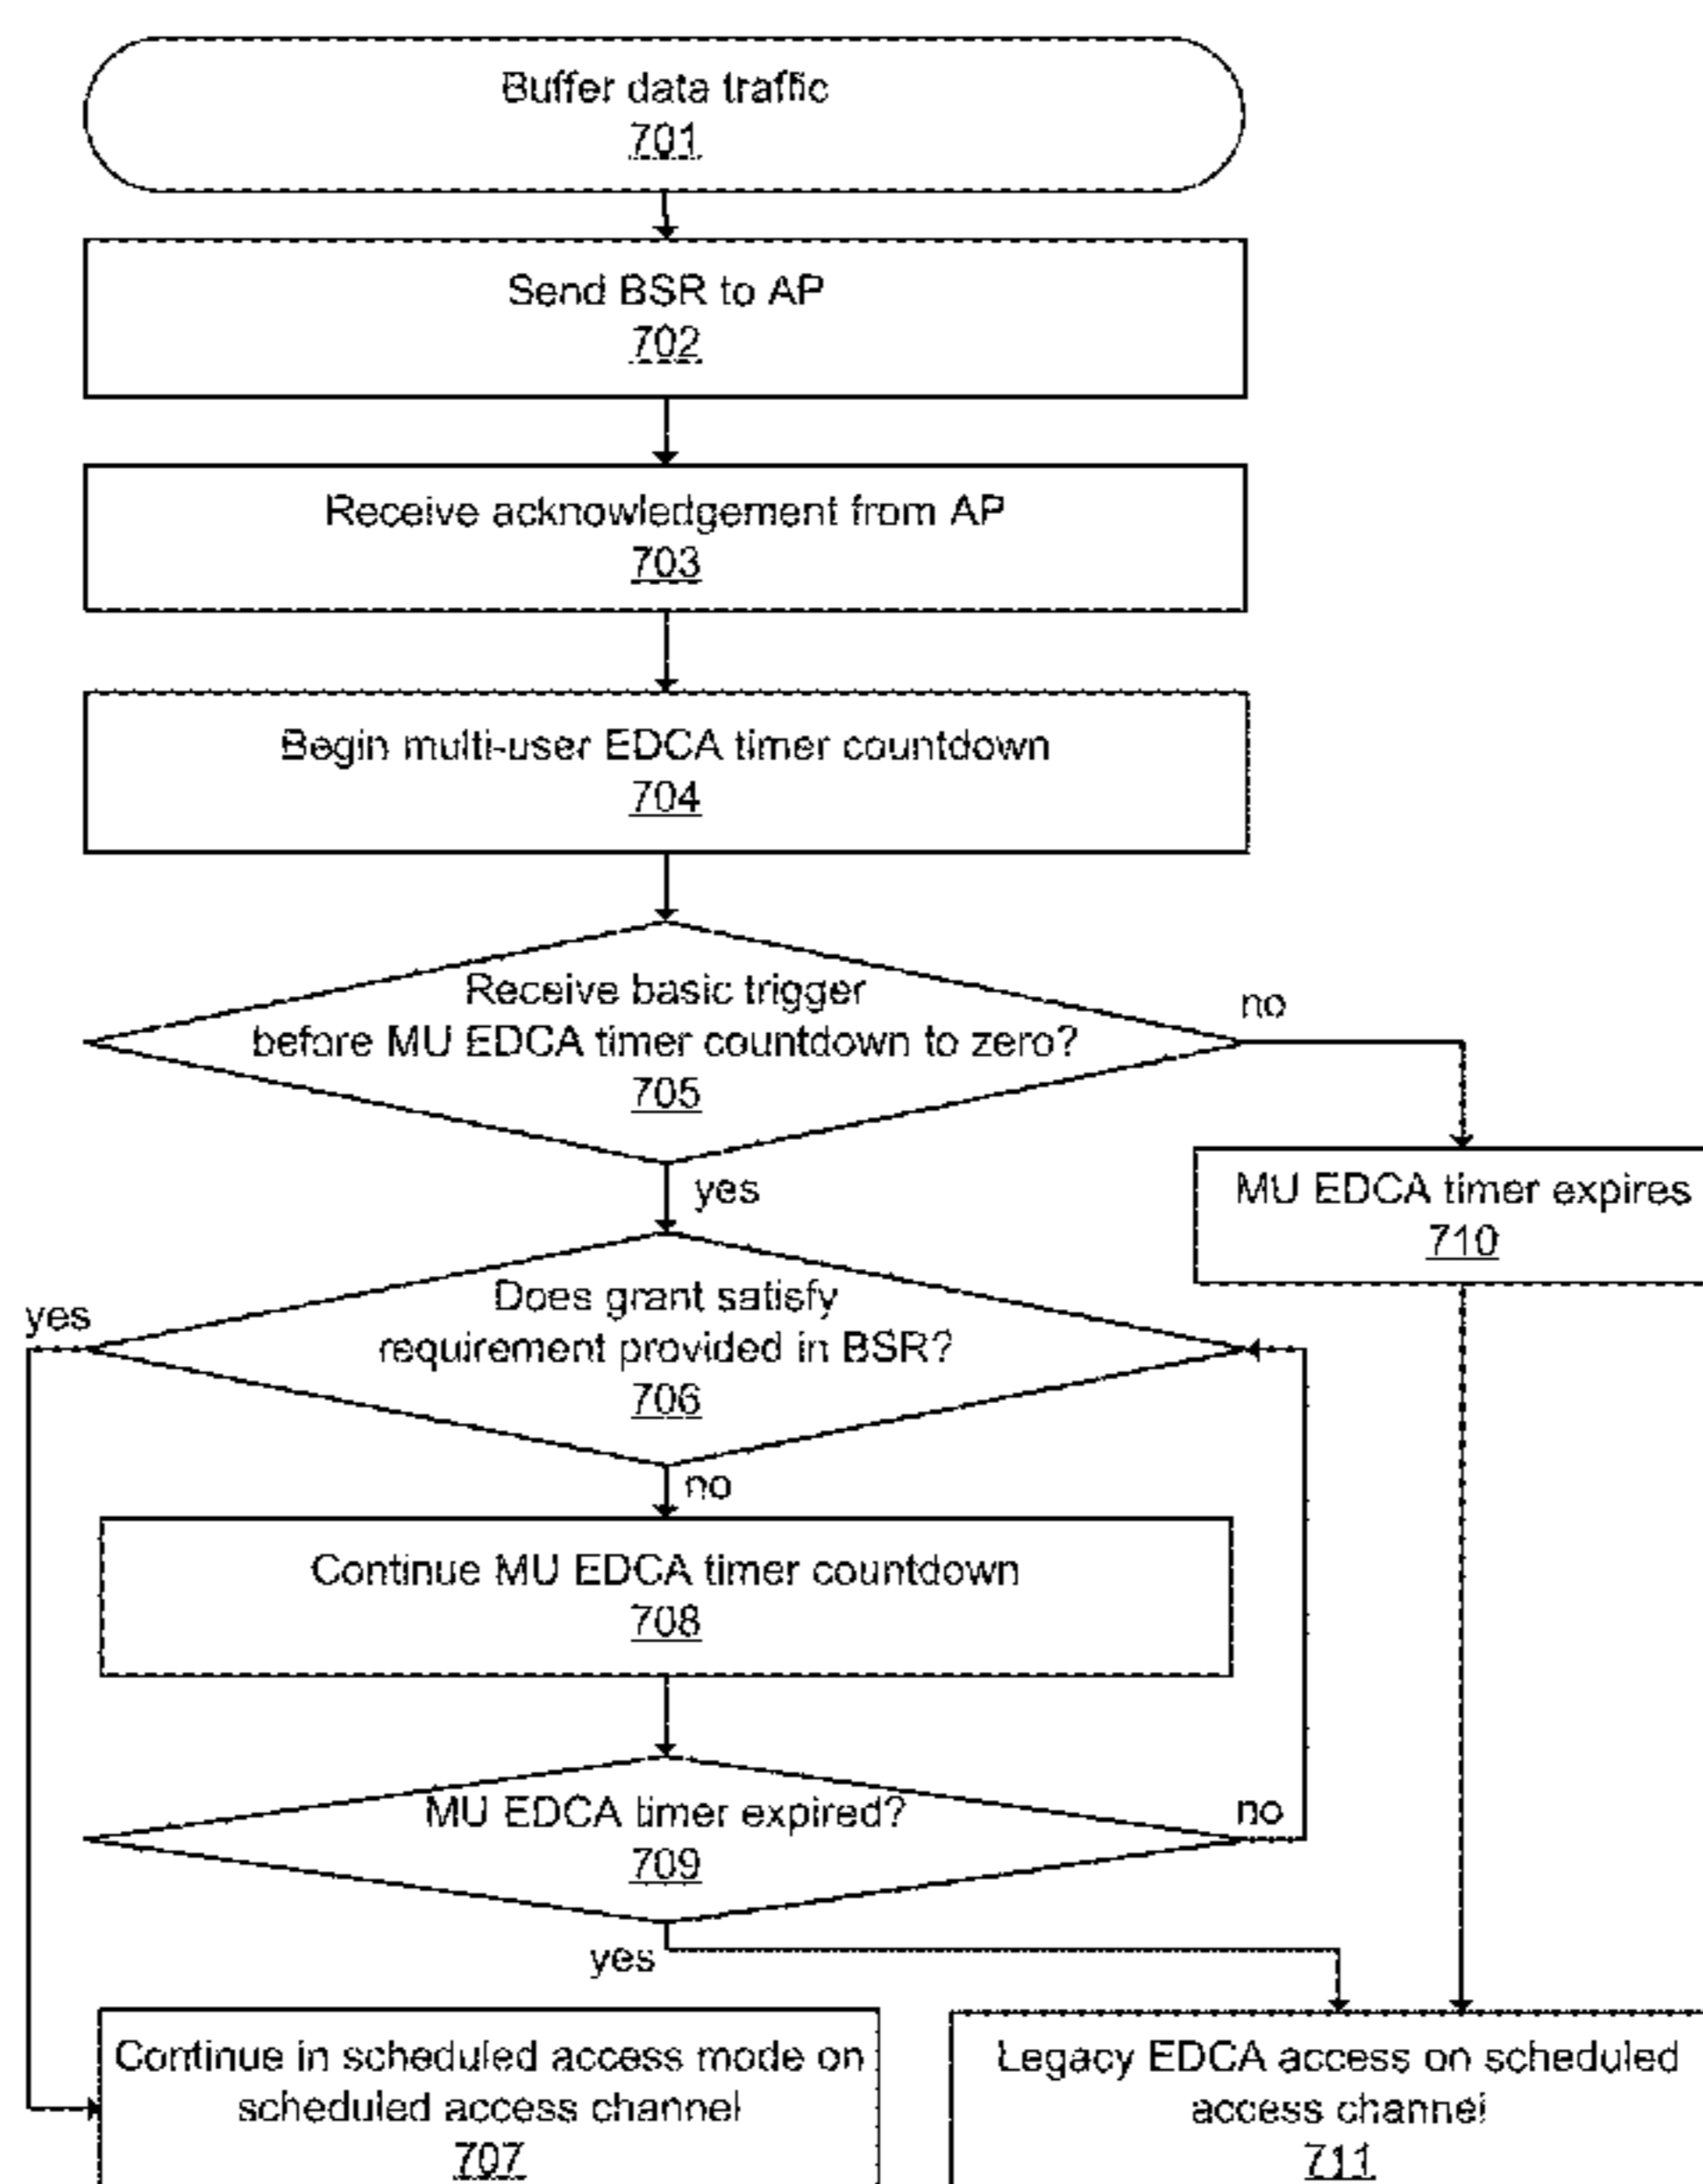 Buffer data traffic
701
Send BSR to AP
702
Receive acknowledgement from AP
703
Begin multi-user EDCA timer countdown
704
Receive basic trigger
before MU EDCA timer countdown to zero?
705
no
yes
MU EDCA timer expires
710
Does grant satisfy
requirement provided in BSR?
706
yes
no
Continue MU EDCA timer countdown
708
MU EDCA timer expired?
709
no
yes
Continue in scheduled access mode on
scheduled access channel
707
Legacy EDCA access on scheduled
access channel
711